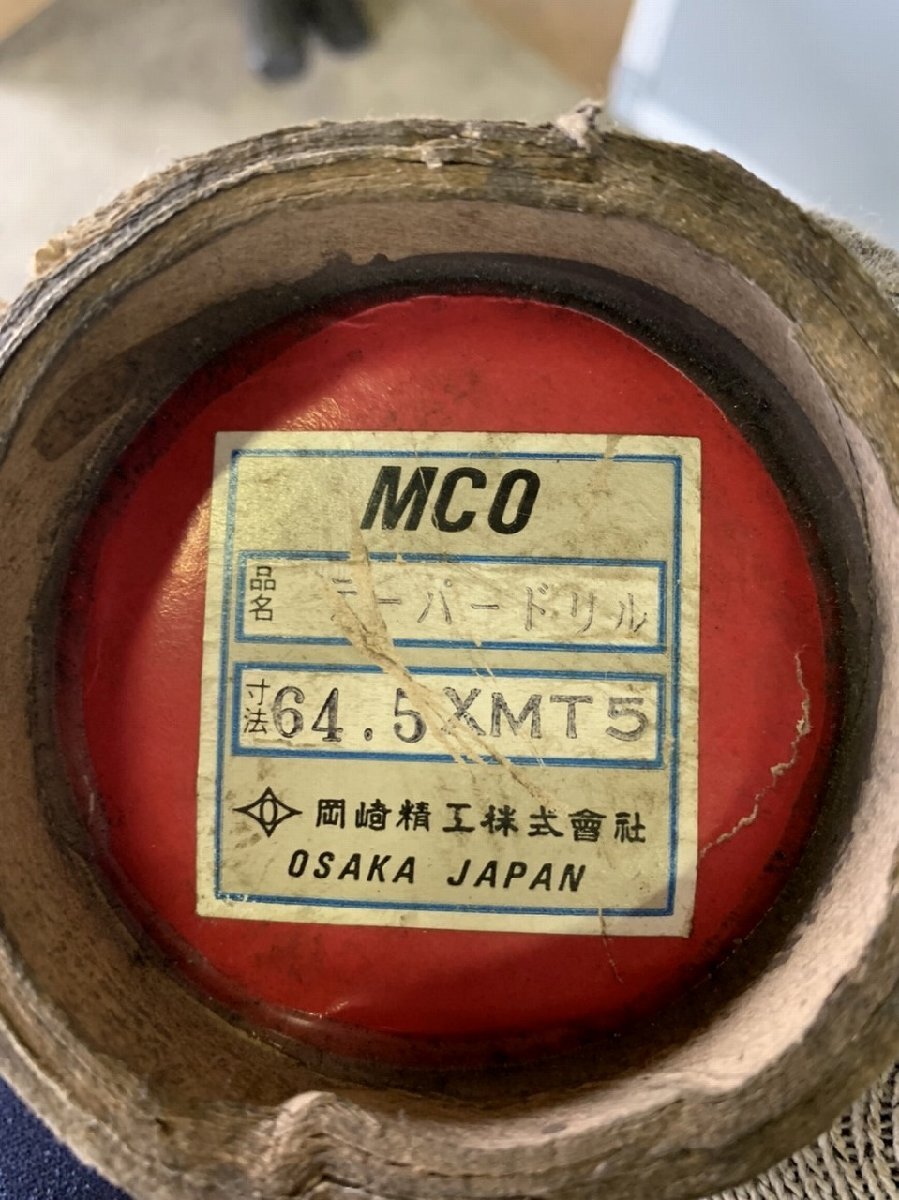 MCO
品名 テーパードリル
寸法 64.5XMT5
岡崎精工株式會社
OSAKA JAPAN